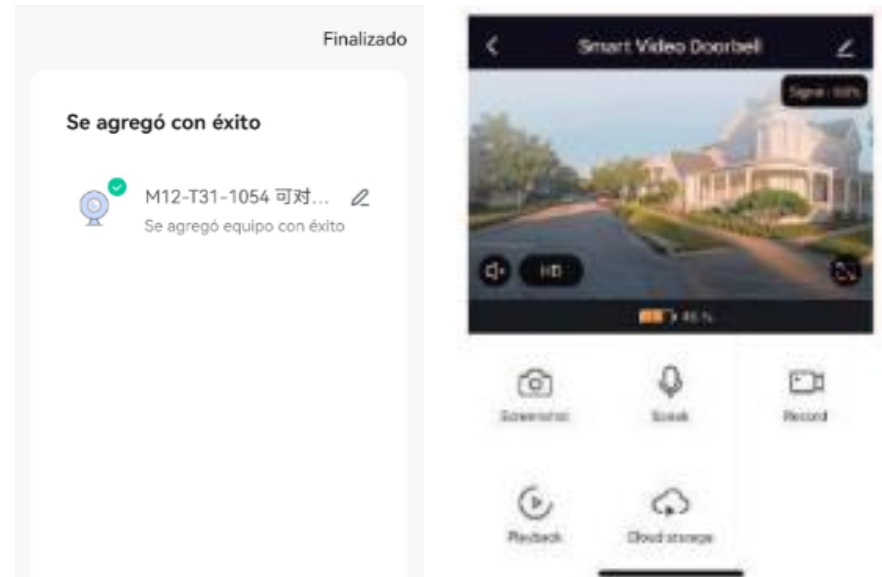 Finalizado
Se agregó con éxito
M12-T31-1054 可对...
Se agregó equipo con éxito
Smart Video Doorbell
HD
Screenshot
Speak
Record
Playback
Cloud storage